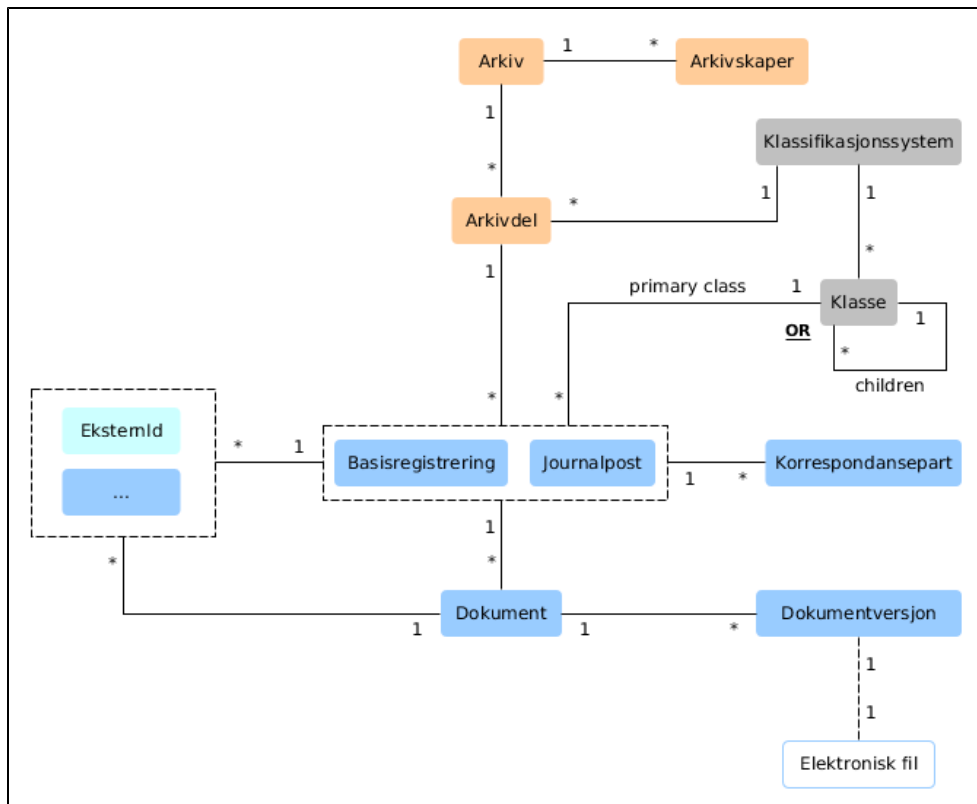 Arkiv
1
*
Arkivskaper
1
*
Klassifikasjonssystem
Arkivdel
*
1
1
*
1
primary class
1
Klasse
1
OR
*
children
*
*
EksternId
...
*
1
Basisregistrering
Journalpost
1
*
Korrespondansepart
1
*
*
Dokument
1
1
*
Dokumentversjon
1
1
Elektronisk fil